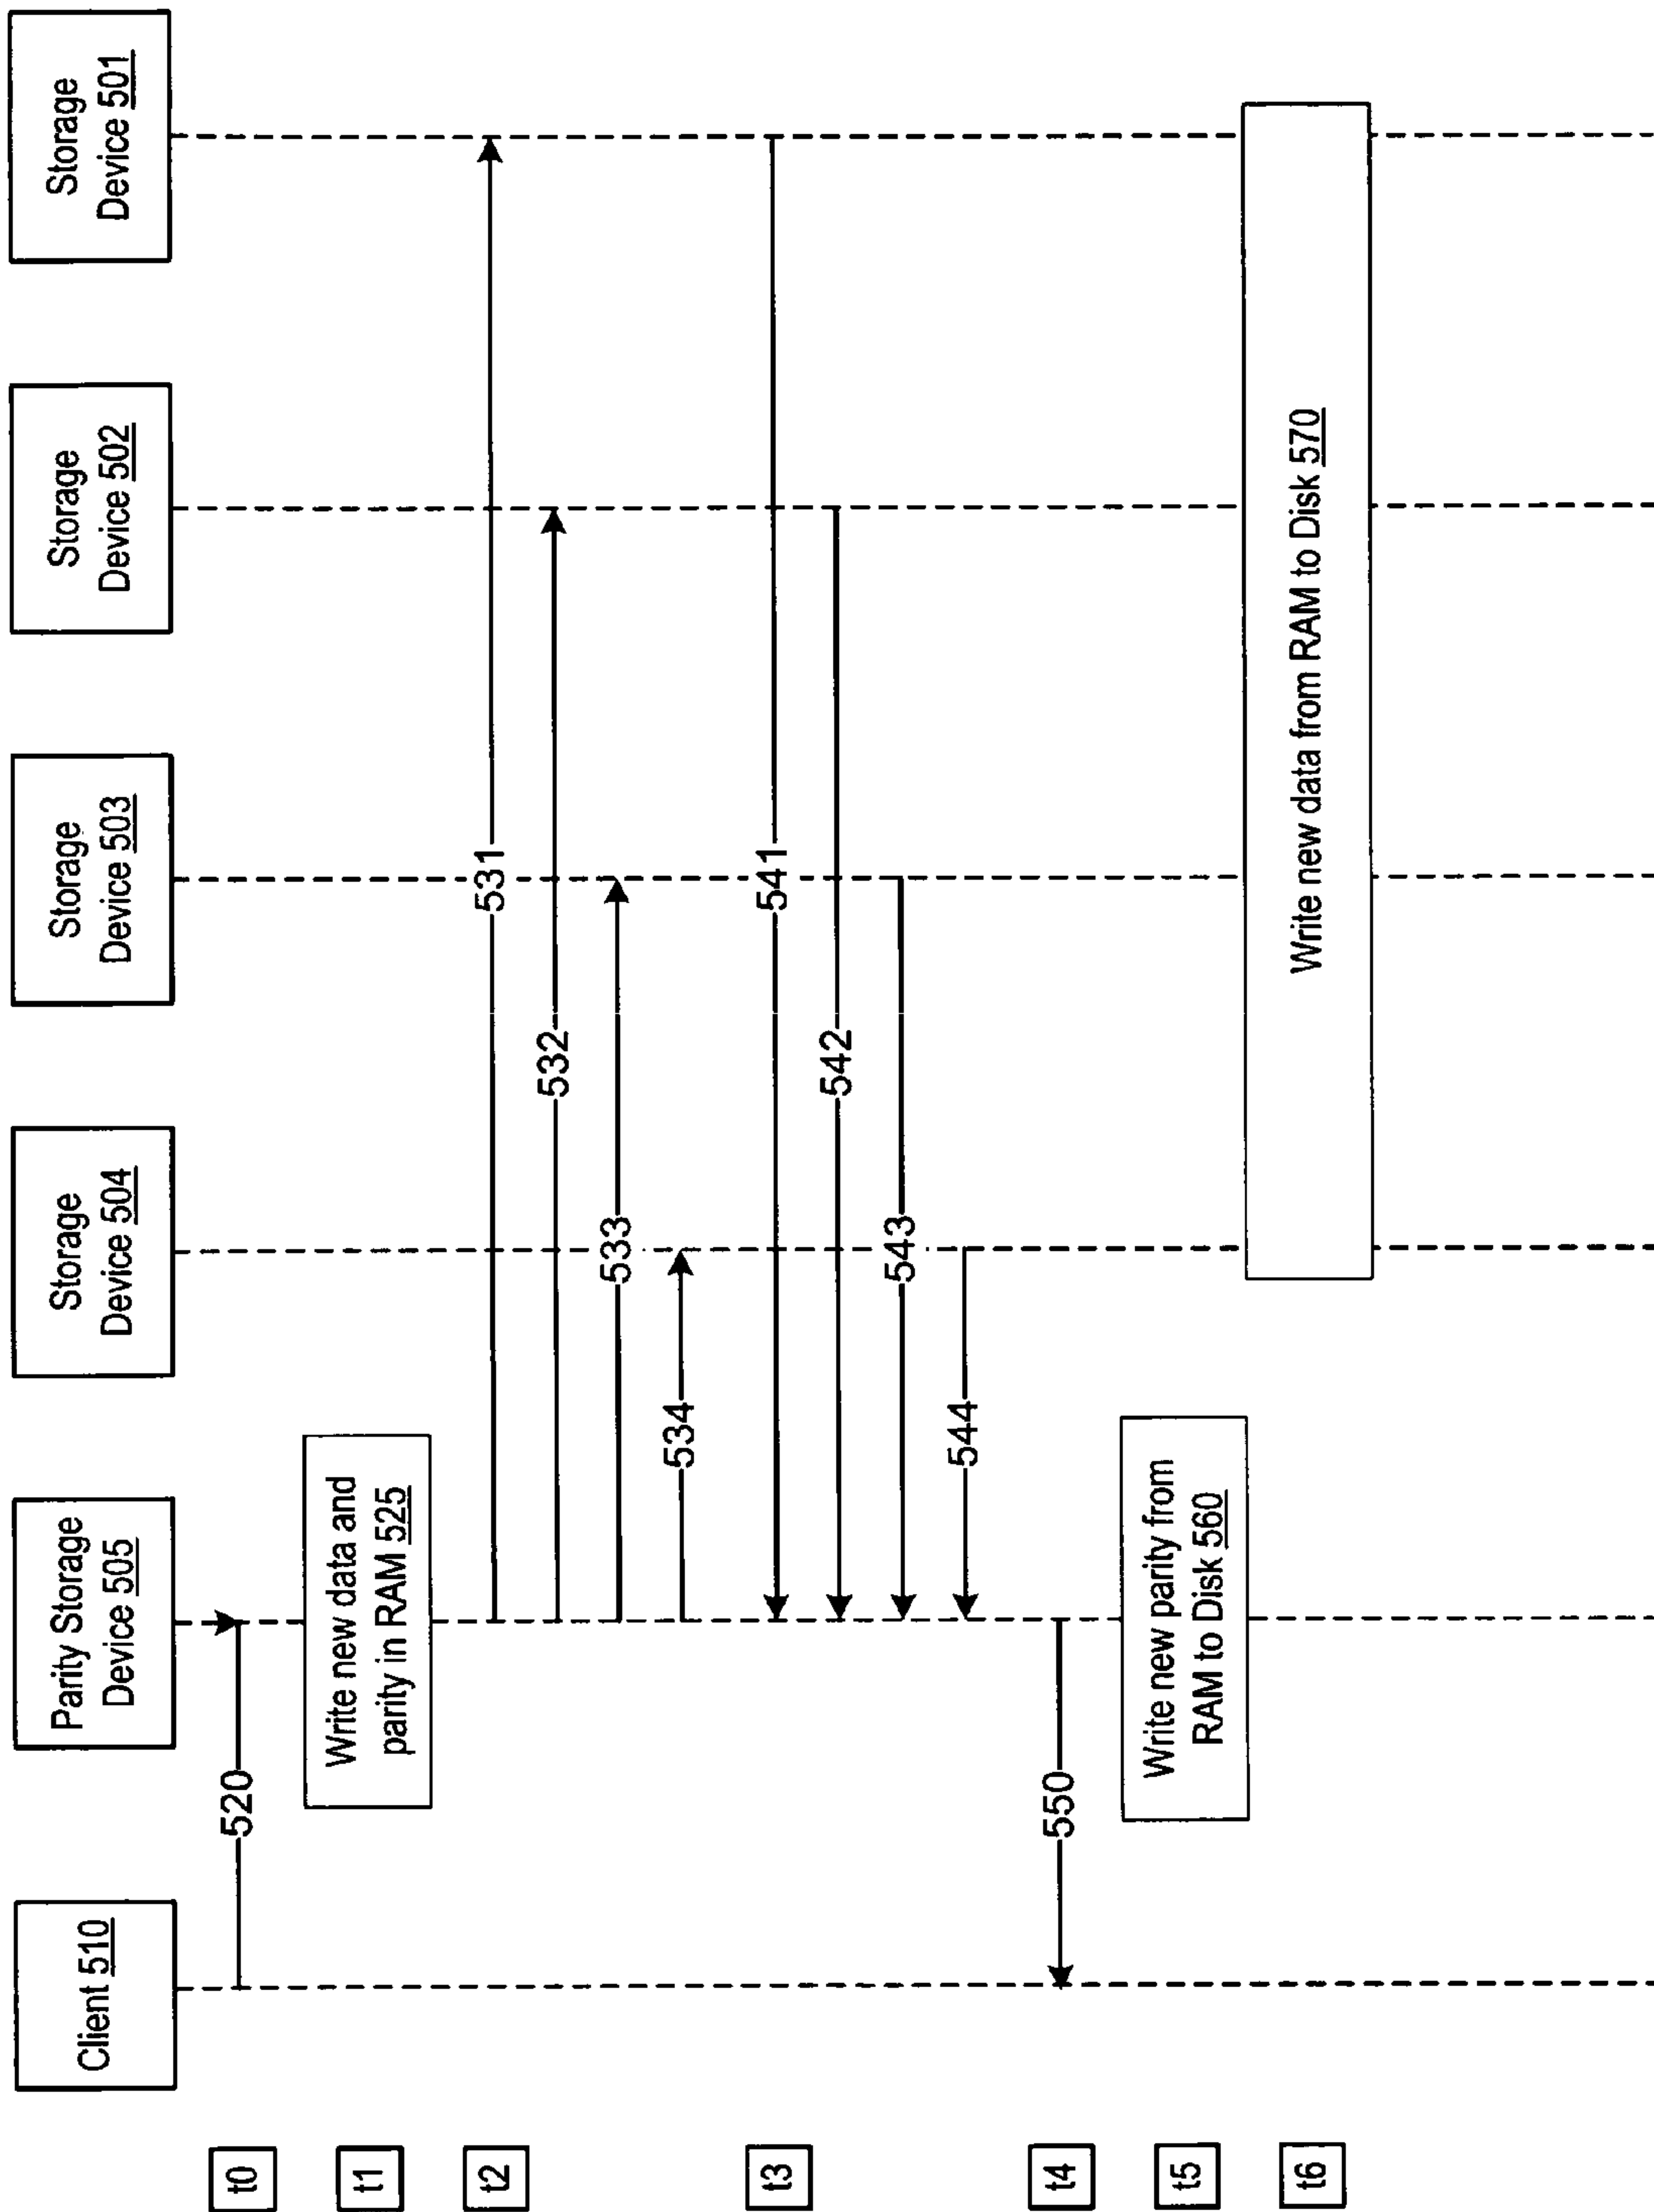 Client 510
Parity Storage
Device 505
Storage
Device 504
Storage
Device 503
Storage
Device 502
Storage
Device 501
t0
520
t1
Write new data and
parity in RAM 525
t2
531
532
533
534
t3
541
542
543
544
t4
550
t5
Write new parity from
RAM to Disk 560
t6
Write new data from RAM to Disk 570